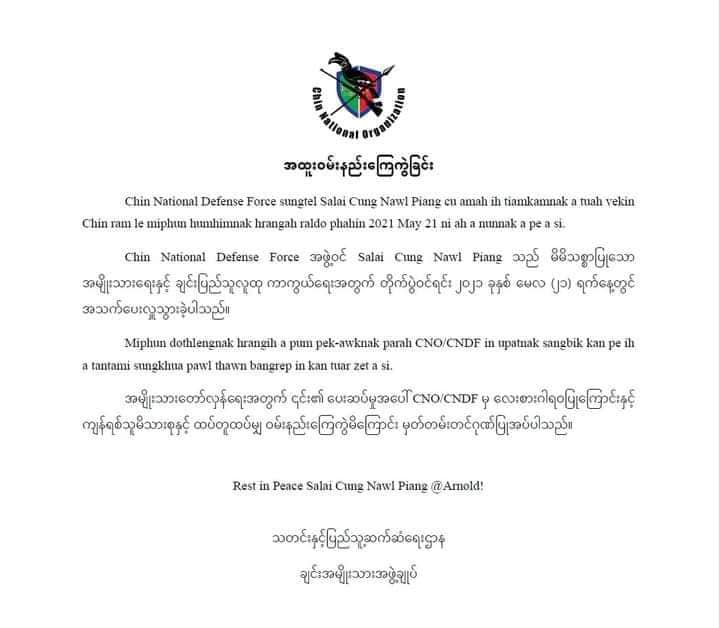 Chin National Organization
အထူးဝမ်းနည်းကြေကွဲခြင်း
Chin National Defense Force sungtel Salai Cung Nawl Piang cu amah ih tiamkamnak a tuah vekin
Chin ram le miphun humhimnak hrangah raldo phahin 2021 May 21 ni ah a nunnak a pe a si.
Chin National Defense Force အဖွဲ့ဝင် Salai Cung Nawl Piang သည် မိမိသစ္စာပြုသော
အမျိုးသားရေးနှင့် ချင်းပြည်သူလူထု ကာကွယ်ရေးအတွက် တိုက်ပွဲဝင်ရင်း ၂၀၂၁ ခုနှစ် မေလ (၂၁) ရက်နေ့တွင်
အသက်ပေးလှူသွားခဲ့ပါသည်။
Miphun dothlengnak hrangih a pum pek-awknak parah CNO/CNDF in upatnak sangbik kan pe ih
a tantami sungkhua pawl thawn bangrep in kan tuar zet a si.
အမျိုးသားတော်လှန်ရေးအတွက် ၎င်း၏ ပေးဆပ်မှုအပေါ် CNO/CNDF မှ လေးစားဂါရဝပြုကြောင်းနှင့်
ကျန်ရစ်သူမိသားစုနှင့် ထပ်တူထပ်မျှ ဝမ်းနည်းကြေကွဲမိကြောင်း မှတ်တမ်းတင်ဂုဏ်ပြုအပ်ပါသည်။
Rest in Peace Salai Cung Nawl Piang @Arnold!
သတင်းနှင့်ပြည်သူ့ဆက်ဆံရေးဌာန
ချင်းအမျိုးသားအဖွဲ့ချုပ်